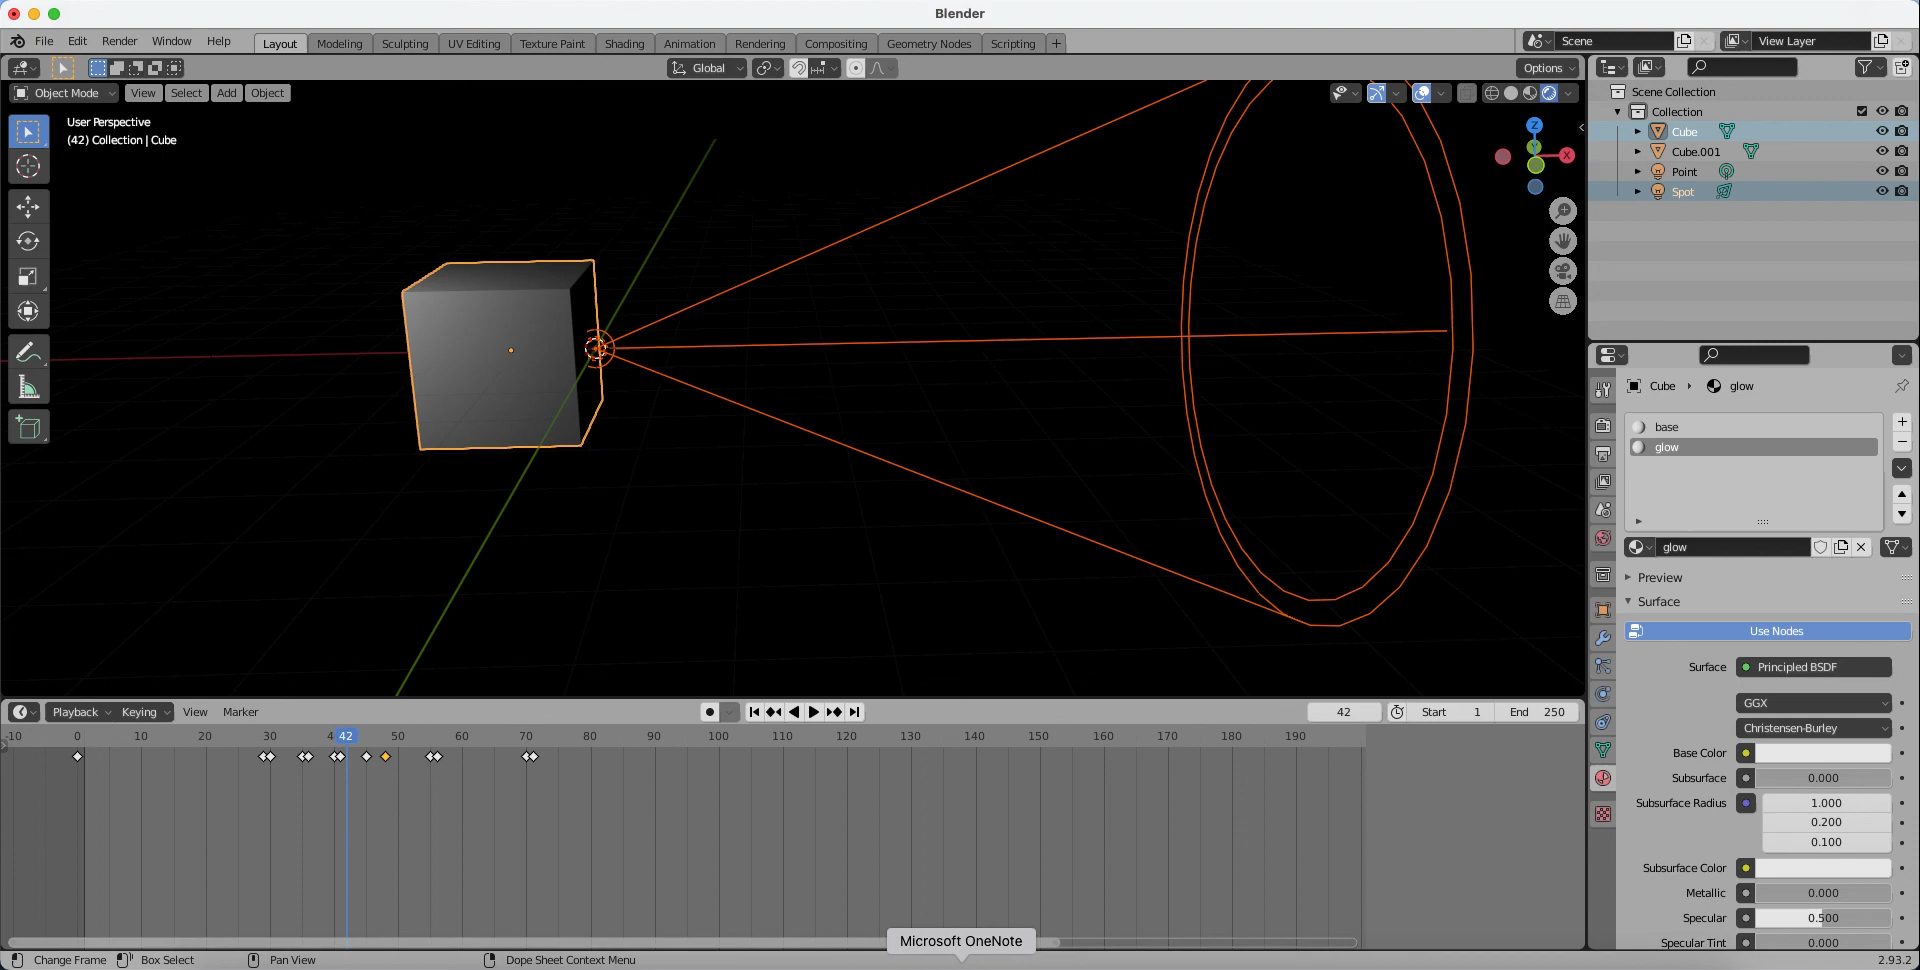 Blender
File Edit Render Window Help Layout Modeling Sculpting UV Editing Texture Paint Shading Animation Rendering Compositing Geometry Nodes Scripting + Scene View Layer
Global Options
Object Mode View Select Add Object
User Perspective
(42) Collection | Cube
Z
Y
X
Scene Collection
Collection
Cube
Cube.001
Point
Spot
Cube glow
base
glow
glow
Preview
Surface
Use Nodes
Surface Principled BSDF
GGX
Christensen-Burley
Base Color
Subsurface 0.000
Subsurface Radius 1.000
0.200
0.100
Subsurface Color
Metallic 0.000
Specular 0.500
Specular Tint 0.000
Playback Keying View Marker 42 Start 1 End 250
-10 0 10 20 30 4 42 50 60 70 80 90 100 110 120 130 140 150 160 170 180 190
Microsoft OneNote
Change Frame Box Select Pan View Dope Sheet Context Menu 2.93.2